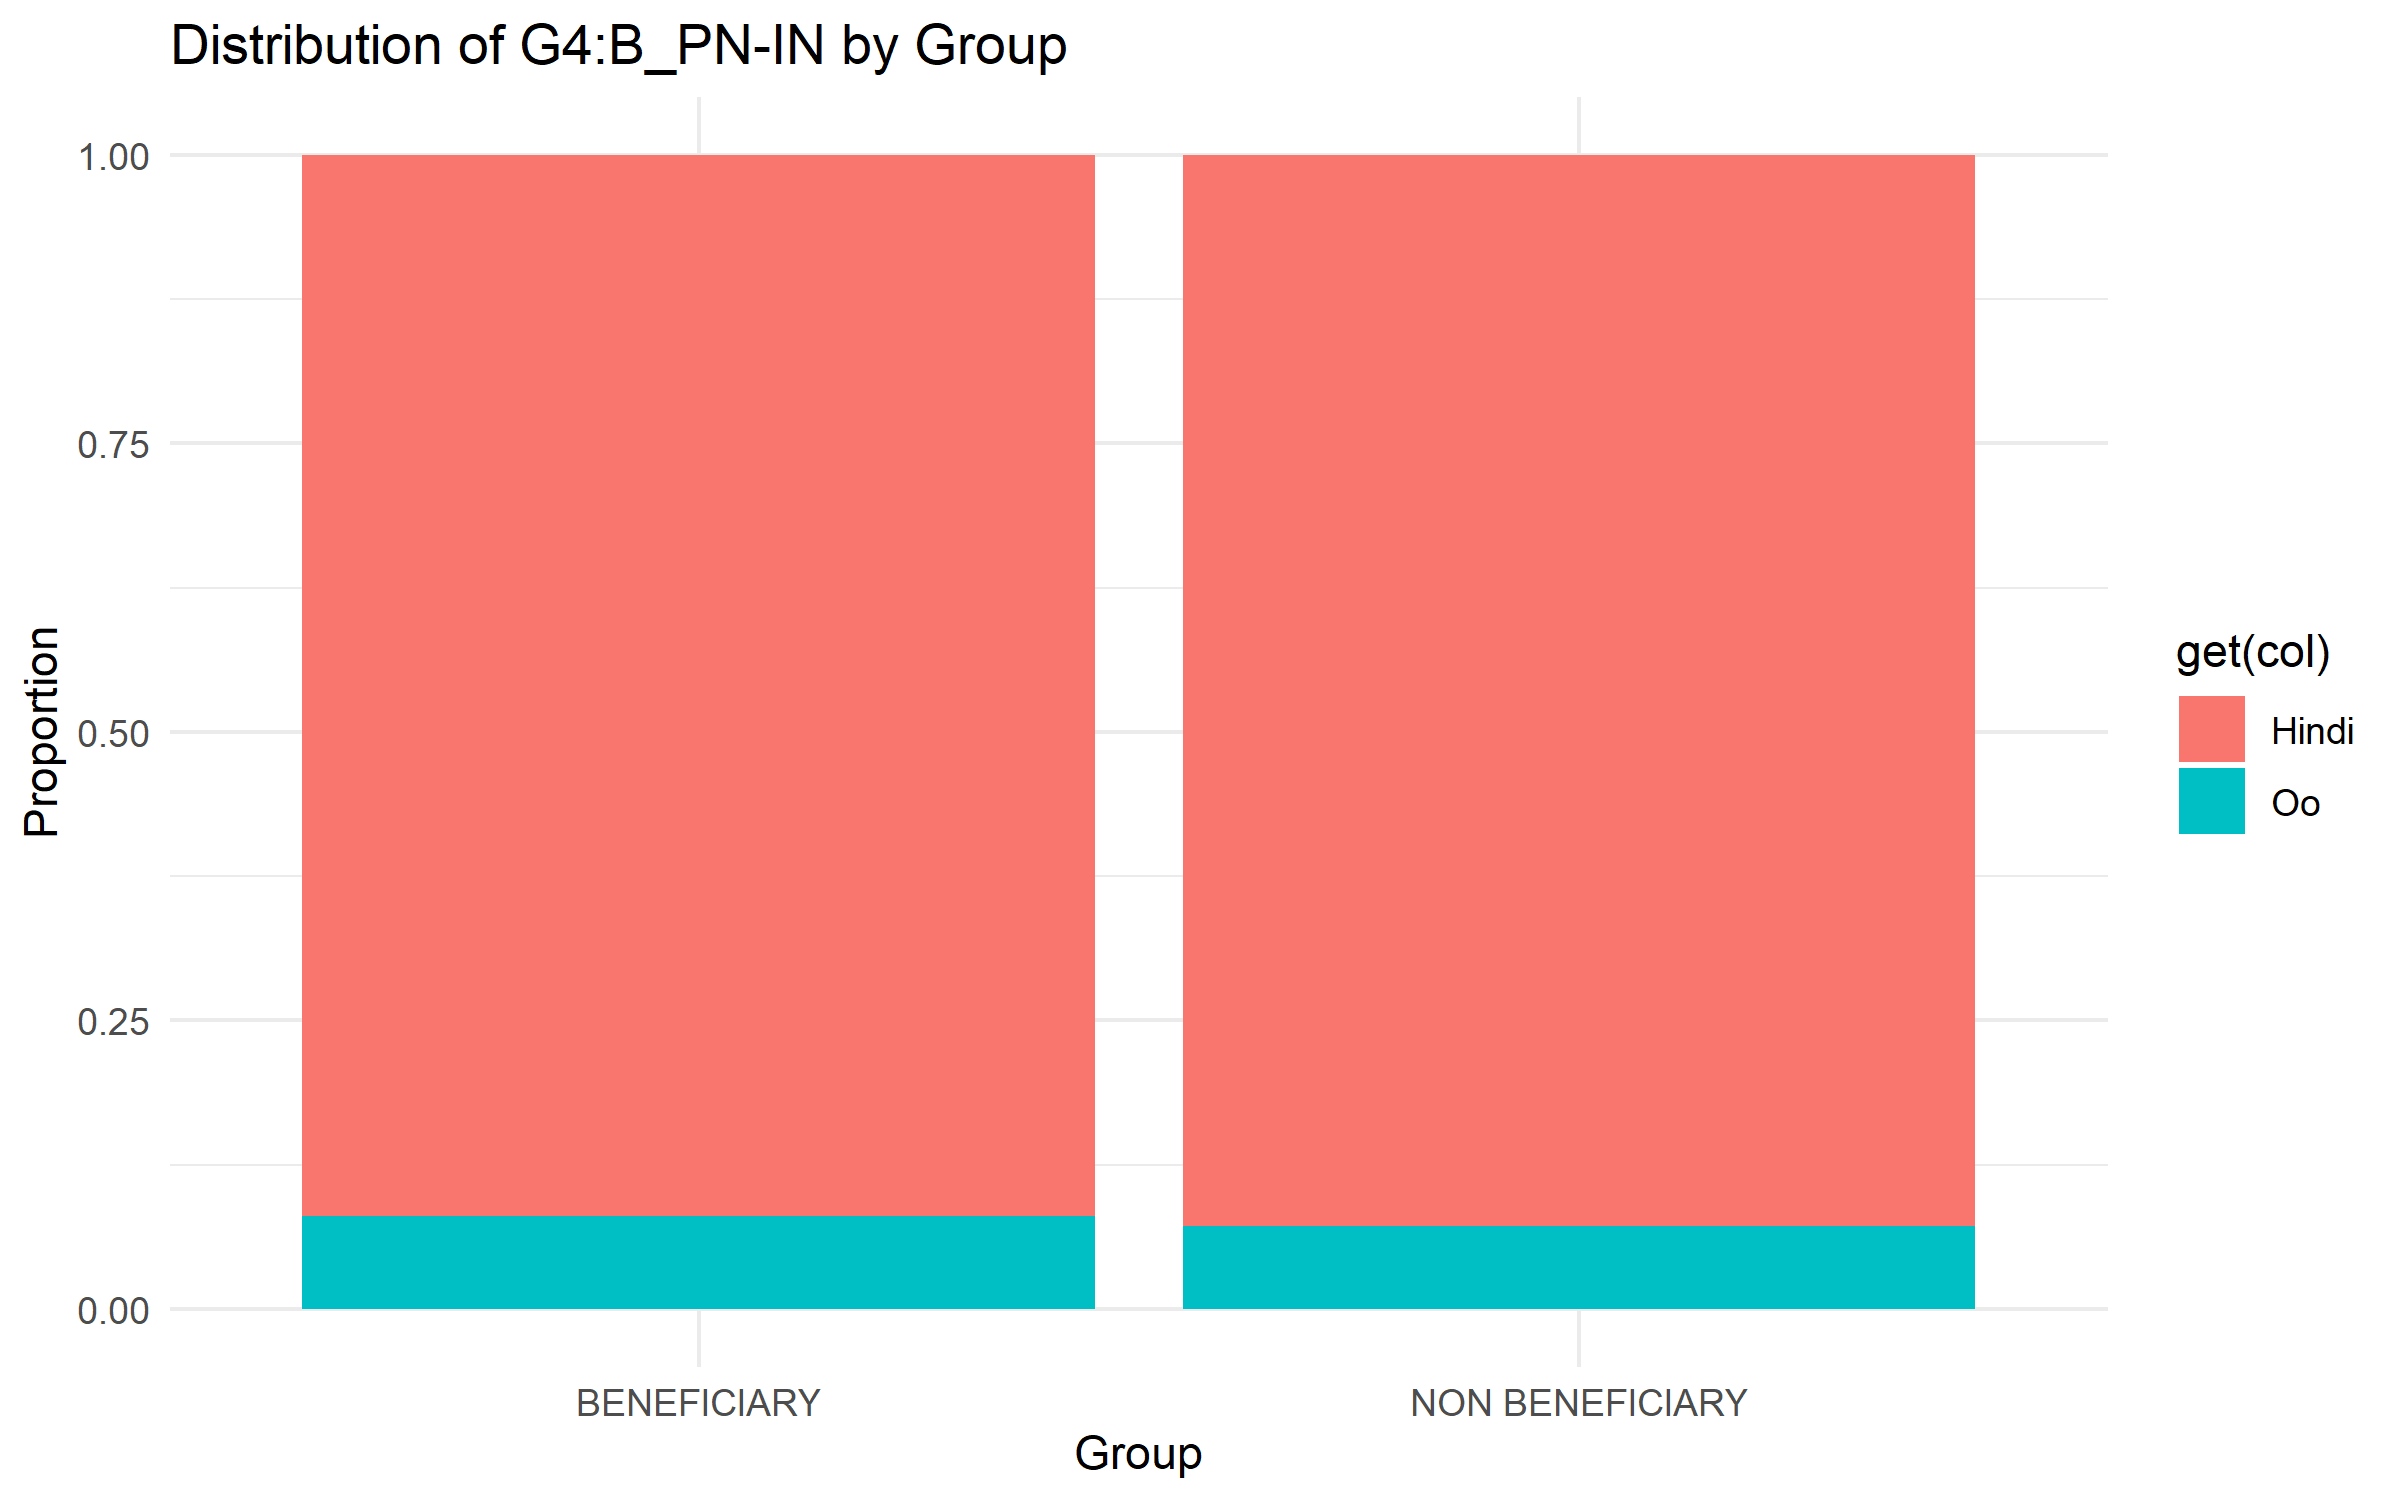 Distribution of G4:B_PN-IN by Group
1.00
0.75
0.50
0.25
0.00
Proportion
BENEFICIARY
NON BENEFICIARY
Group
get(col)
Hindi
Oo